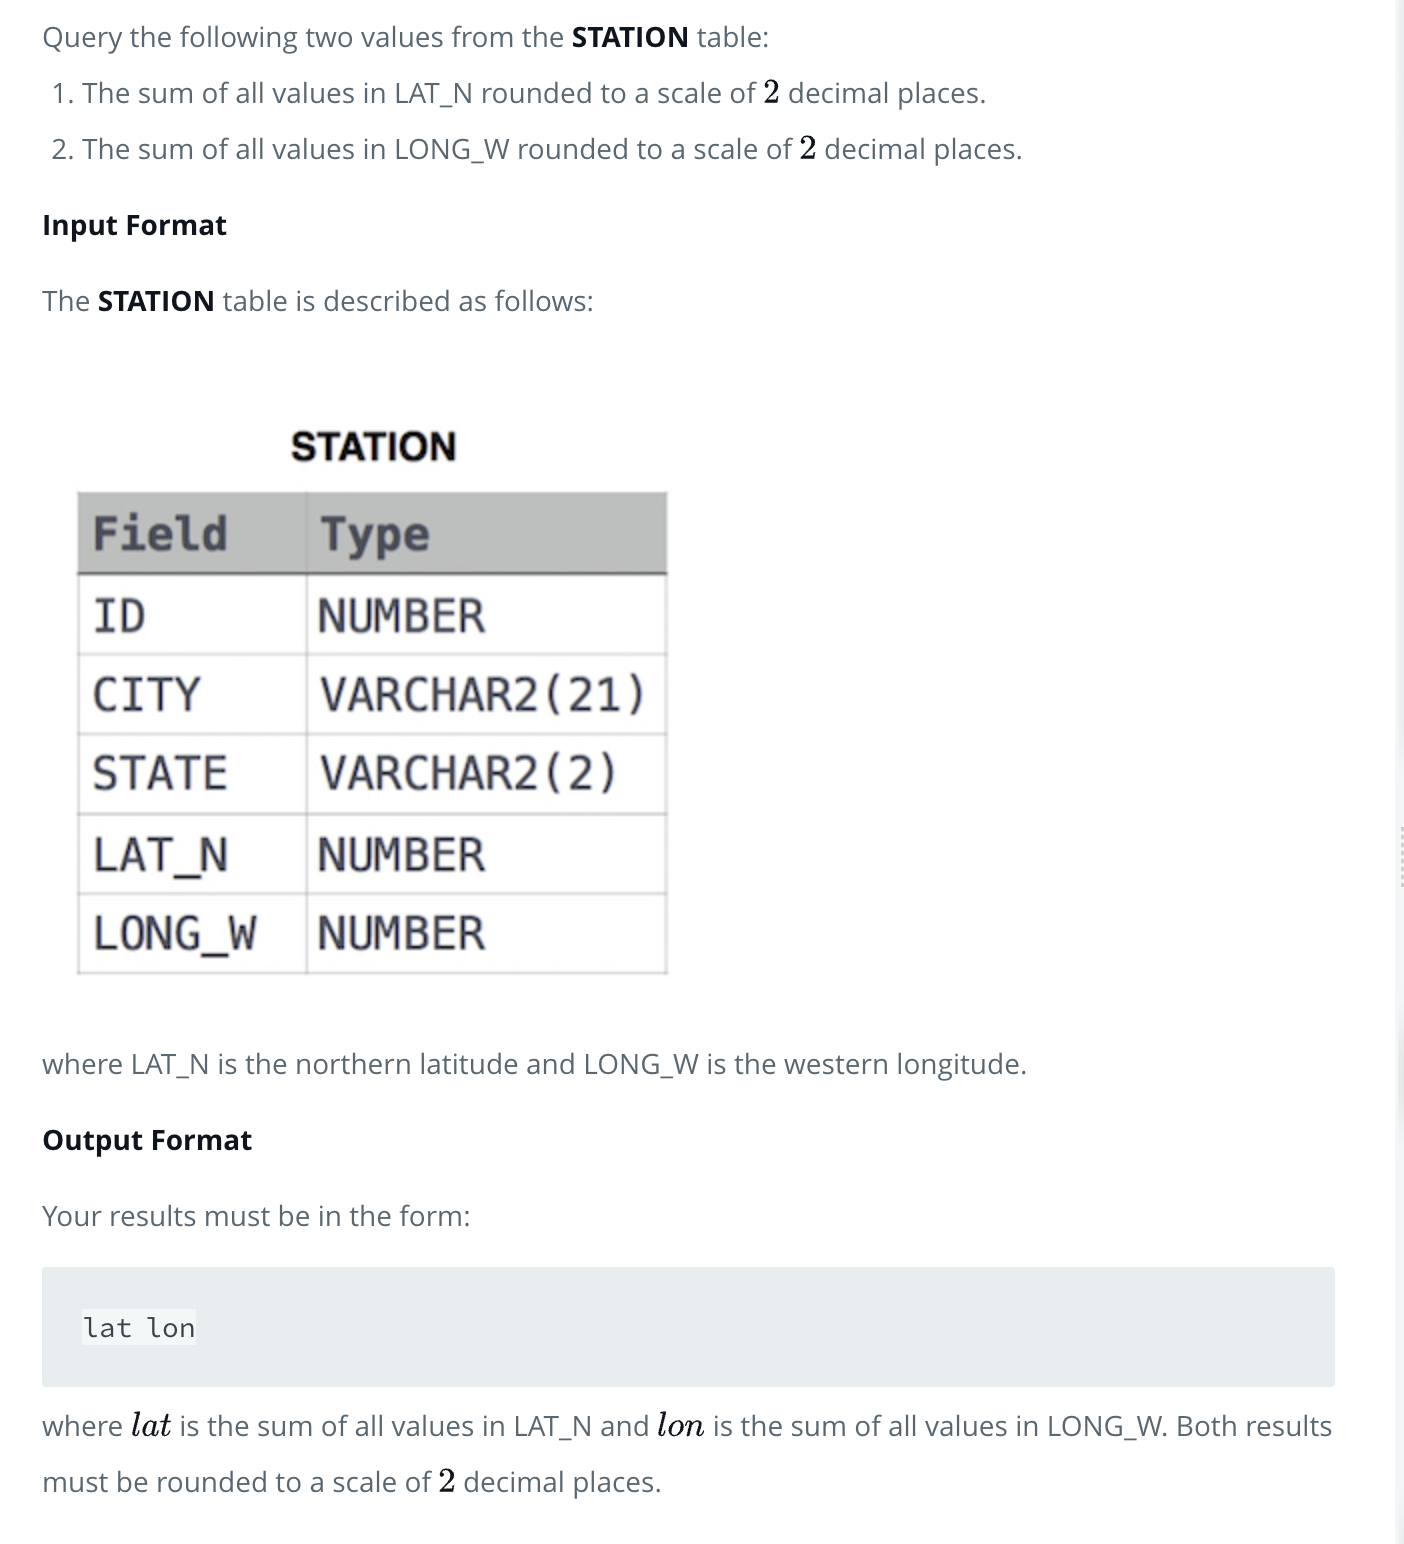 Query the following two values from the STATION table:
1. The sum of all values in LAT_N rounded to a scale of 2 decimal places.
2. The sum of all values in LONG_W rounded to a scale of 2 decimal places.
Input Format
The STATION table is described as follows:
STATION
Field Type
ID NUMBER
CITY VARCHAR2(21)
STATE VARCHAR2(2)
LAT_N NUMBER
LONG_W NUMBER
where LAT_N is the northern latitude and LONG_W is the western longitude.
Output Format
Your results must be in the form:
lat lon
where lat is the sum of all values in LAT_N and lon is the sum of all values in LONG_W. Both results
must be rounded to a scale of 2 decimal places.